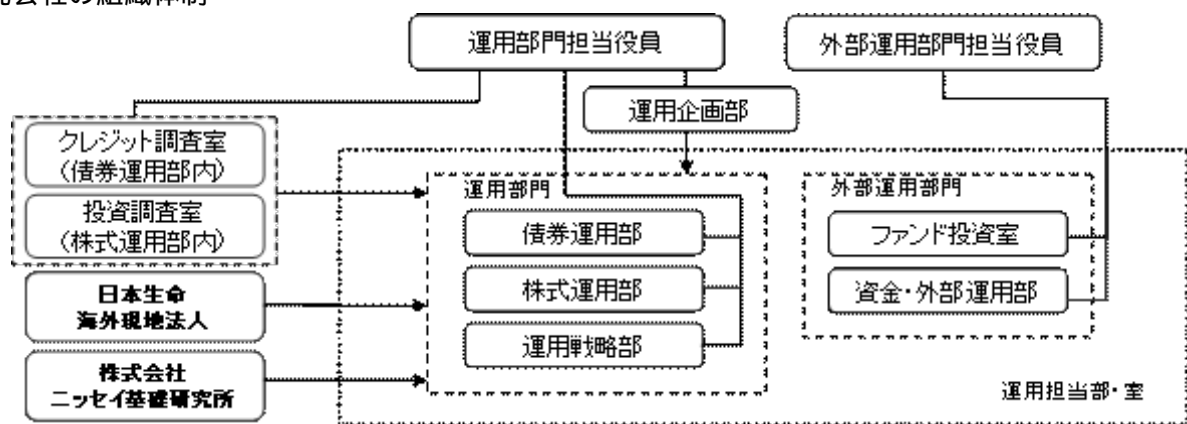 運用部門担当役員
外部運用部門担当役員
運用企画部
クレジット調査室
(債券運用部内)
投資調査室
(株式運用部内)
日本生命
海外現地法人
株式会社
ニッセイ基礎研究所
運用部門
債券運用部
株式運用部
運用戦略部
外部運用部門
ファンド投資室
資金・外部運用部
運用担当部・室